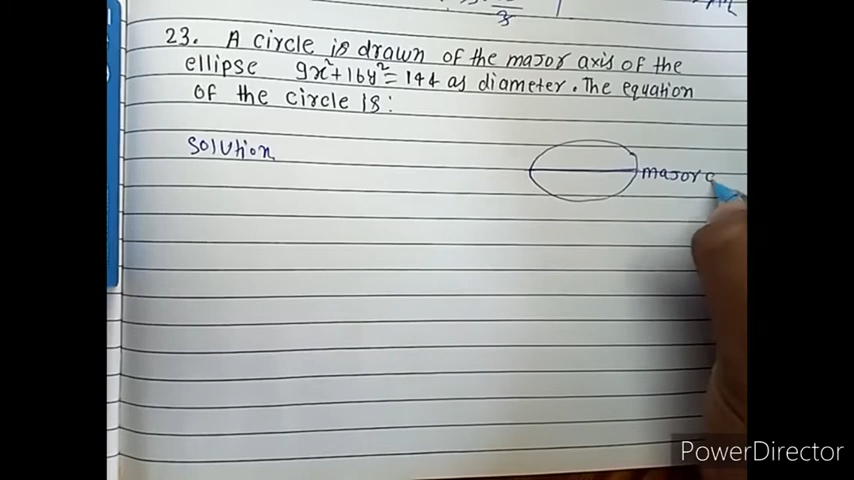 23. A circle is drawn of the major axis of the
ellipse 9x²+16y²=144 as diameter. The equation
of the circle is:
Solution
major
PowerDirector